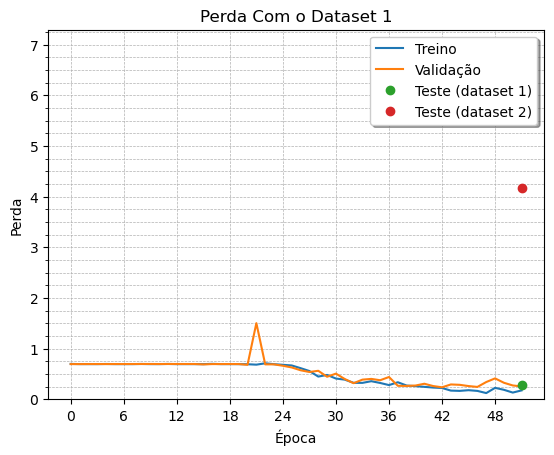 Perda Com o Dataset 1
Treino
Validação
Teste (dataset 1)
Teste (dataset 2)
Perda
7
6
5
4
3
2
1
0
0 6 12 18 24 30 36 42 48
Época